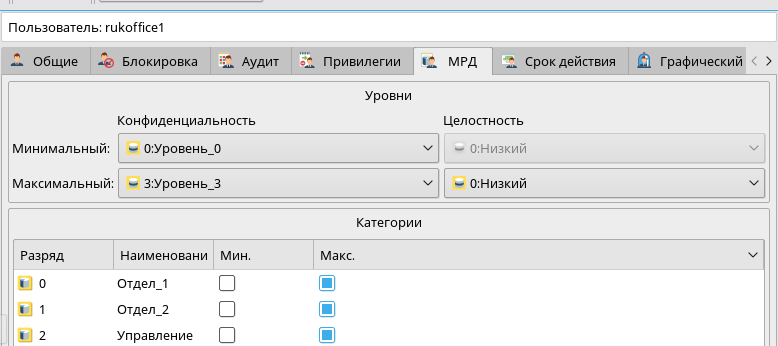 Пользователь: rukoffice1
Общие Блокировка Аудит Привилегии МРД Срок действия Графический
Уровни
Конфиденциальность Целостность
Минимальный: 0:Уровень_0 0:Низкий
Максимальный: 3:Уровень_3 0:Низкий
Категории
Разряд Наименовани Мин. Макс.
0 Отдел_1
1 Отдел_2
2 Управление